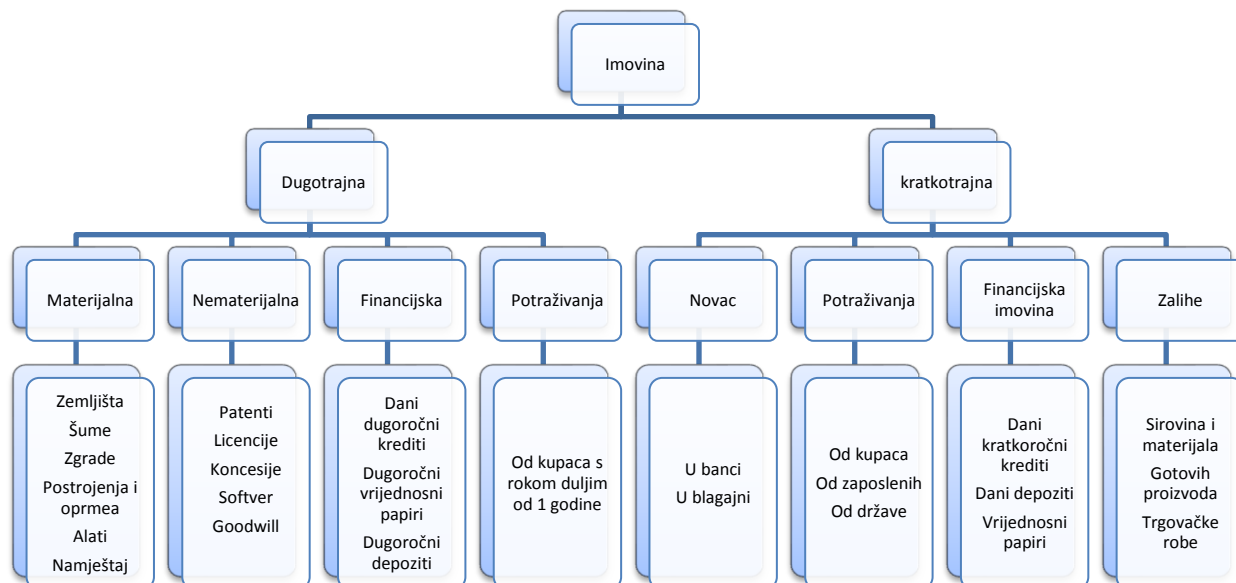 Imovina
Dugotrajna
kratkotrajna
Materijalna
Nematerijalna
Financijska
Potraživanja
Novac
Potraživanja
Financijska
imovina
Zalihe
Zemljišta
Šume
Zgrade
Postrojenja i
oprmea
Alati
Namještaj
Patenti
Licencije
Koncesije
Softver
Goodwill
Dani
dugoročni
krediti
Dugoročni
vrijednosni
papiri
Dugoročni
depoziti
Od kupaca s
rokom duljim
od 1 godine
U banci
U blagajni
Od kupaca
Od zaposlenih
Od države
Dani
kratkoročni
krediti
Dani depoziti
Vrijednosni
papiri
Sirovina i
materijala
Gotovih
proizvoda
Trgovačke
robe